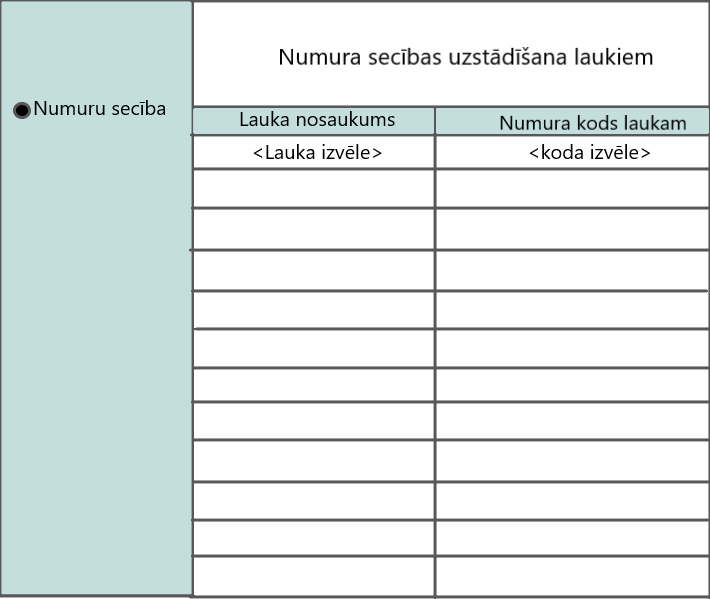 Numura secības uzstādīšana laukiem
Numuru secība
Lauka nosaukums
Numura kods laukam
<Lauka izvēle>
<koda izvēle>